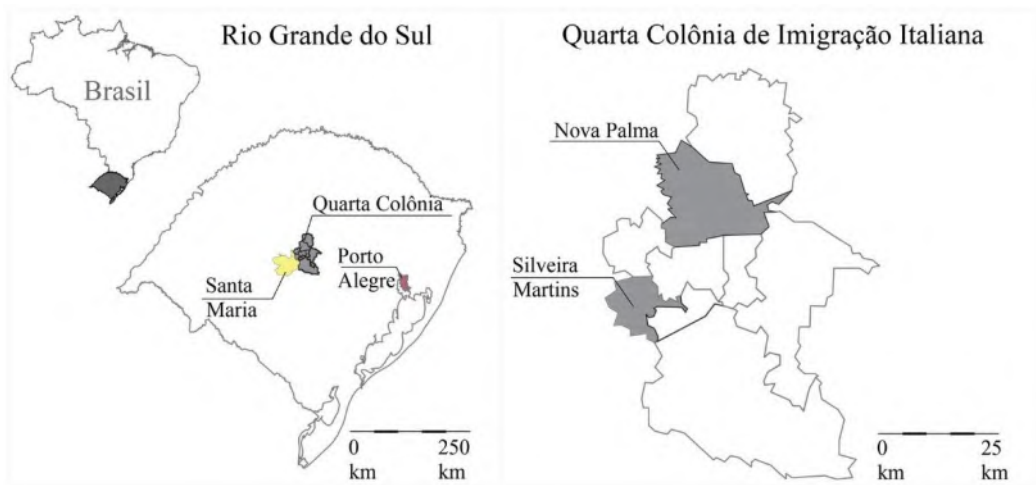 Rio Grande do Sul
Brasil
Quarta Colônia
Porto
Alegre
Santa
Maria
0
250
km
km
Quarta Colônia de Imigração Italiana
Nova Palma
Silveira
Martins
0
25
km
km